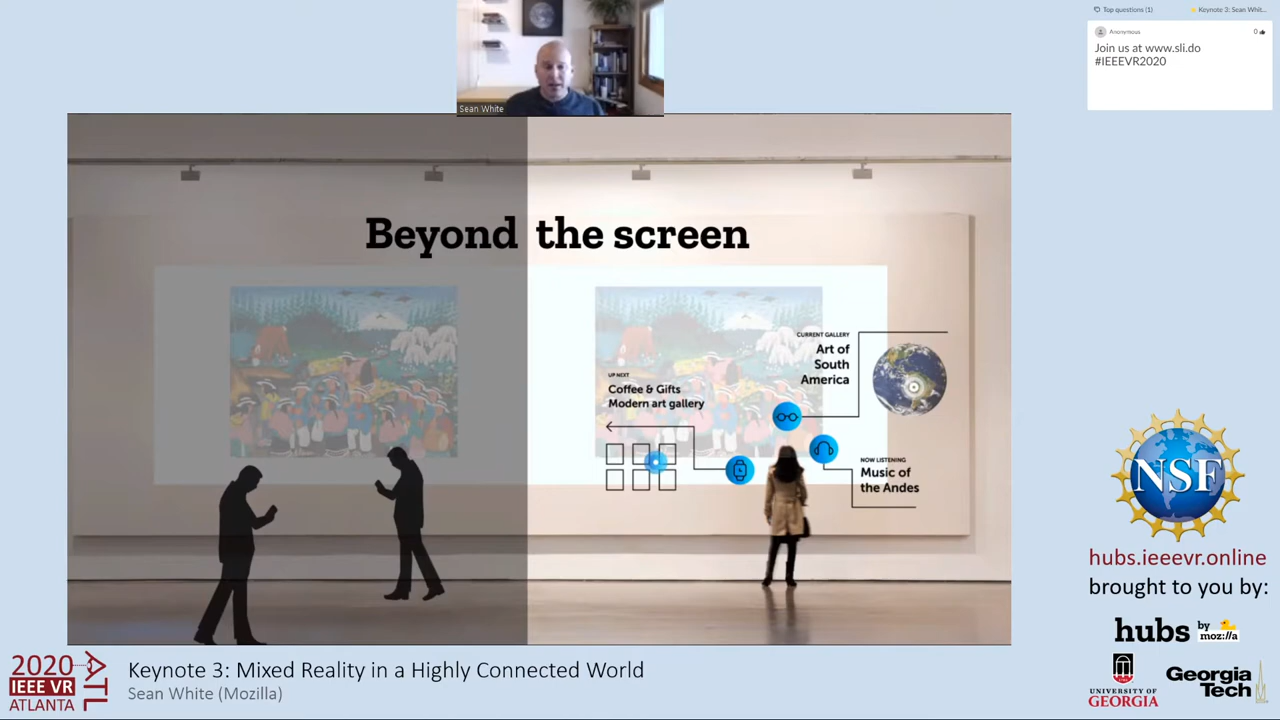 Top questions (1)
Keynote 3: Sean Whit...
Anonymous
0
Join us at www.sli.do
#IEEEVR2020
Sean White
Beyond the screen
CURRENT GALLERY
Art of
South
America
UP NEXT
Coffee & Gifts
Modern art gallery
NOW LISTENING
Music of
the Andes
NSF
hubs.ieeevr.online
brought to you by:
hubs by
moz://a
UNIVERSITY OF
GEORGIA
Georgia
Tech
2020
IEEE VR
ATLANTA
ATL
Keynote 3: Mixed Reality in a Highly Connected World
Sean White (Mozilla)